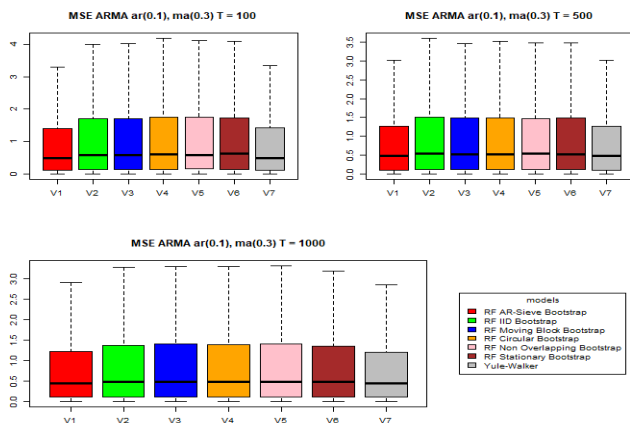 MSE ARMA ar(0.1), ma(0.3) T = 100
4
3
2
1
0
V1 V2 V3 V4 V5 V6 V7
MSE ARMA ar(0.1), ma(0.3) T = 500
3.5
3.0
2.5
2.0
1.5
1.0
0.5
0.0
V1 V2 V3 V4 V5 V6 V7
MSE ARMA ar(0.1), ma(0.3) T = 1000
3.0
2.5
2.0
1.5
1.0
0.5
0.0
V1 V2 V3 V4 V5 V6 V7
models
RF AR-Sieve Bootstrap
RF IID Bootstrap
RF Moving Block Bootstrap
RF Circular Bootstrap
RF Non Overlapping Bootstrap
RF Stationary Bootstrap
Yule-Walker